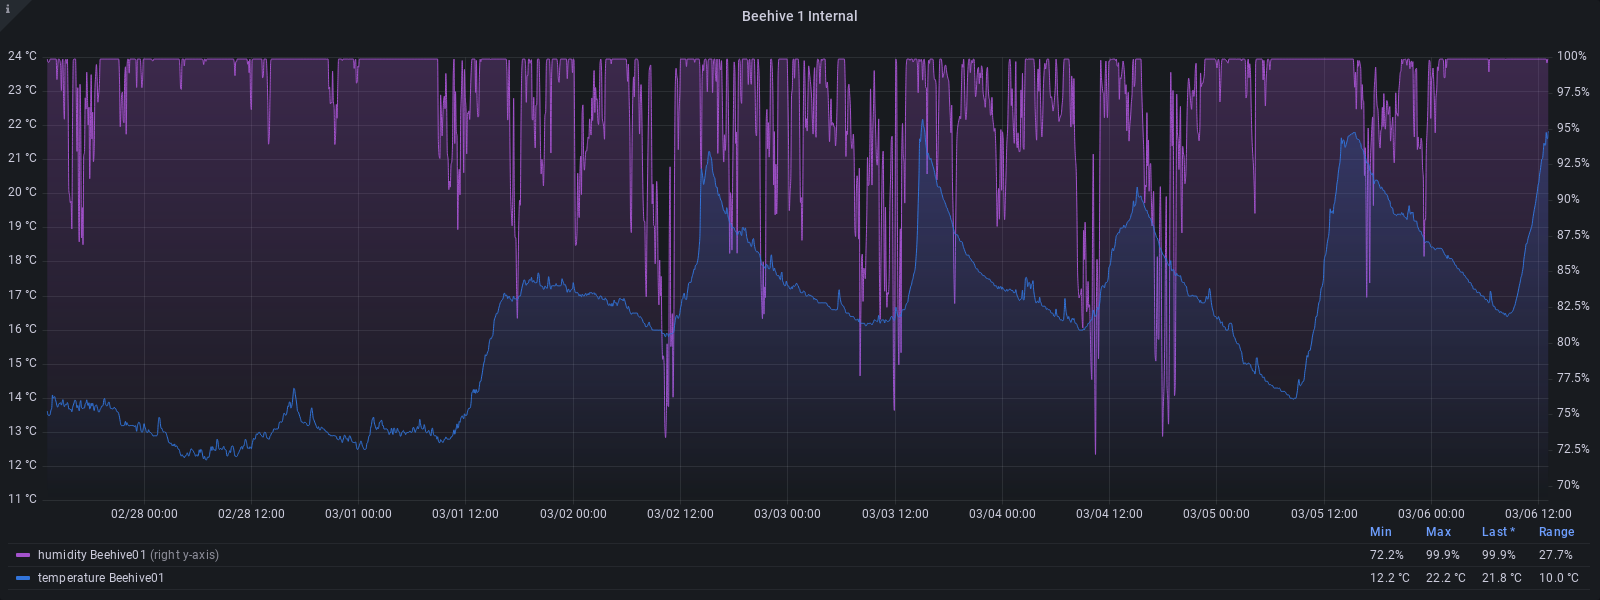 i
Beehive 1 Internal
24 °C 100%
23 °C 97.5%
22 °C 95%
21 °C 92.5%
20 °C 90%
19 °C 87.5%
18 °C 85%
17 °C 82.5%
16 °C 80%
15 °C 77.5%
14 °C 75%
13 °C 72.5%
12 °C 70%
11 °C
02/28 00:00 02/28 12:00 03/01 00:00 03/01 12:00 03/02 00:00 03/02 12:00 03/03 00:00 03/03 12:00 03/04 00:00 03/04 12:00 03/05 00:00 03/05 12:00 03/06 00:00 03/06 12:00
Min Max Last * Range
humidity Beehive01 (right y-axis) 72.2% 99.9% 99.9% 27.7%
temperature Beehive01 12.2 °C 22.2 °C 21.8 °C 10.0 °C